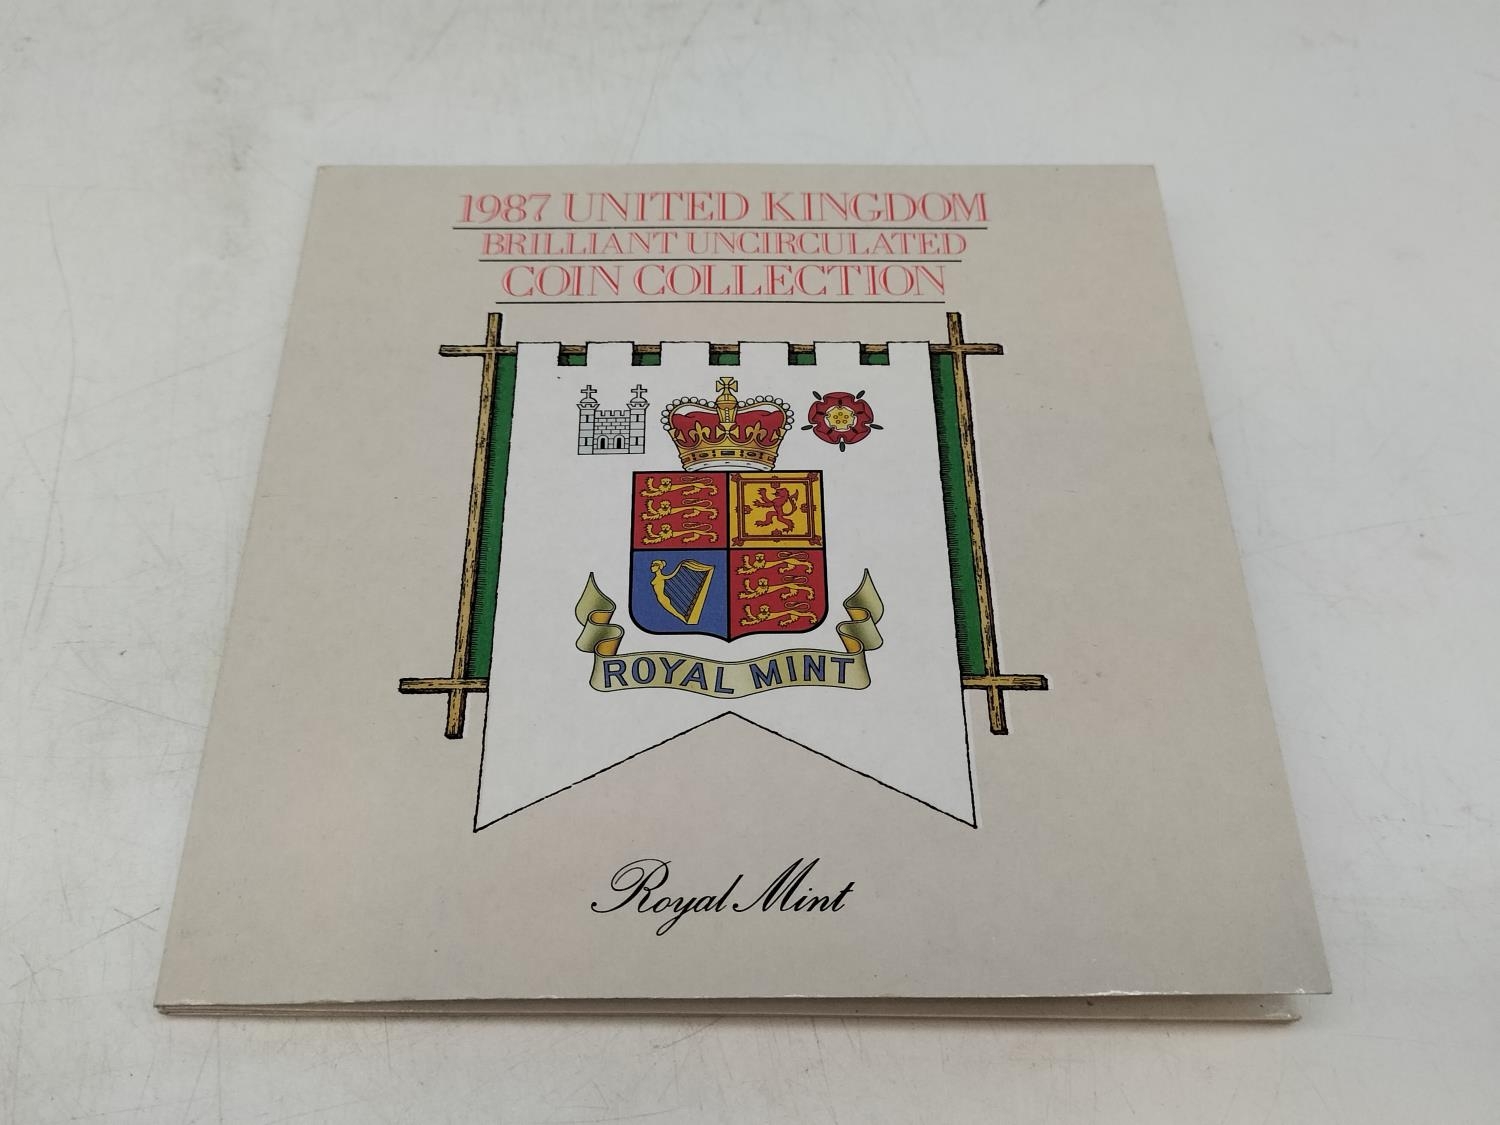 1987 UNITED KINGDOM
BRILLIANT UNCIRCULATED
COIN COLLECTION
ROYAL MINT
Royal Mint